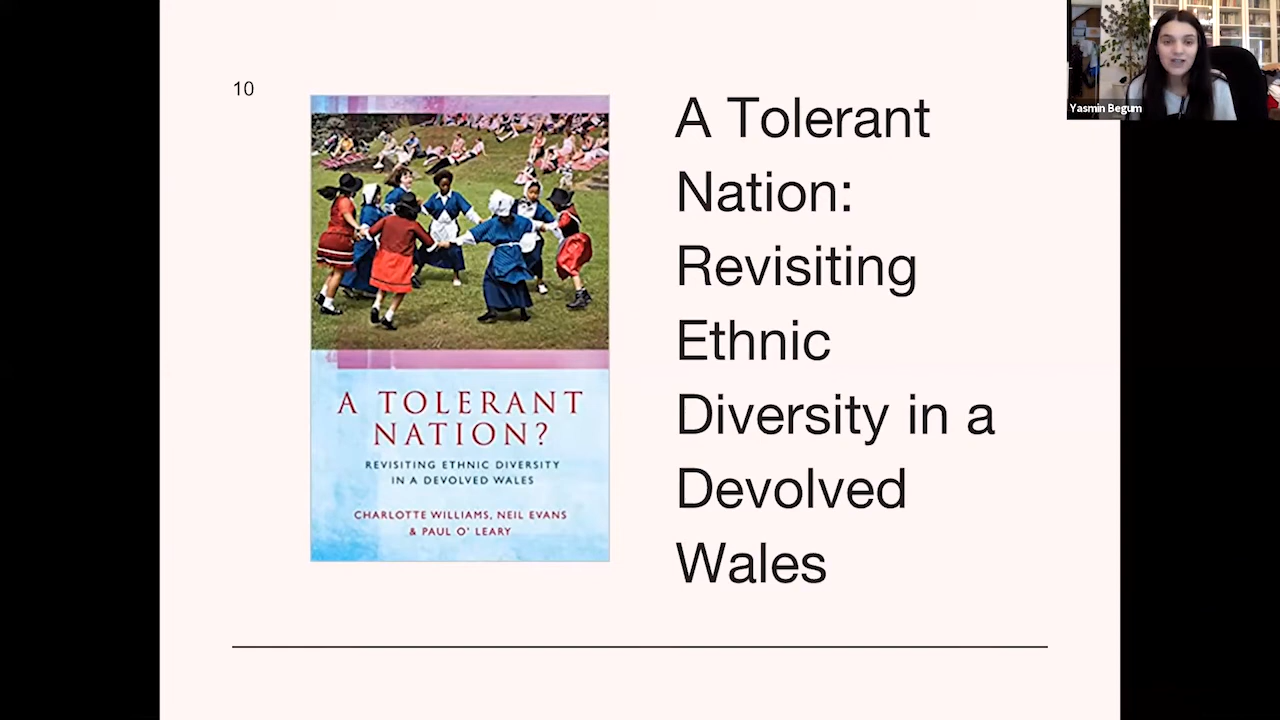 10
A TOLERANT
NATION?
REVISITING ETHNIC DIVERSITY
IN A DEVOLVED WALES
CHARLOTTE WILLIAMS, NEIL EVANS
& PAUL O' LEARY
A Tolerant
Nation:
Revisiting
Ethnic
Diversity in a
Devolved
Wales
Yasmin Begum